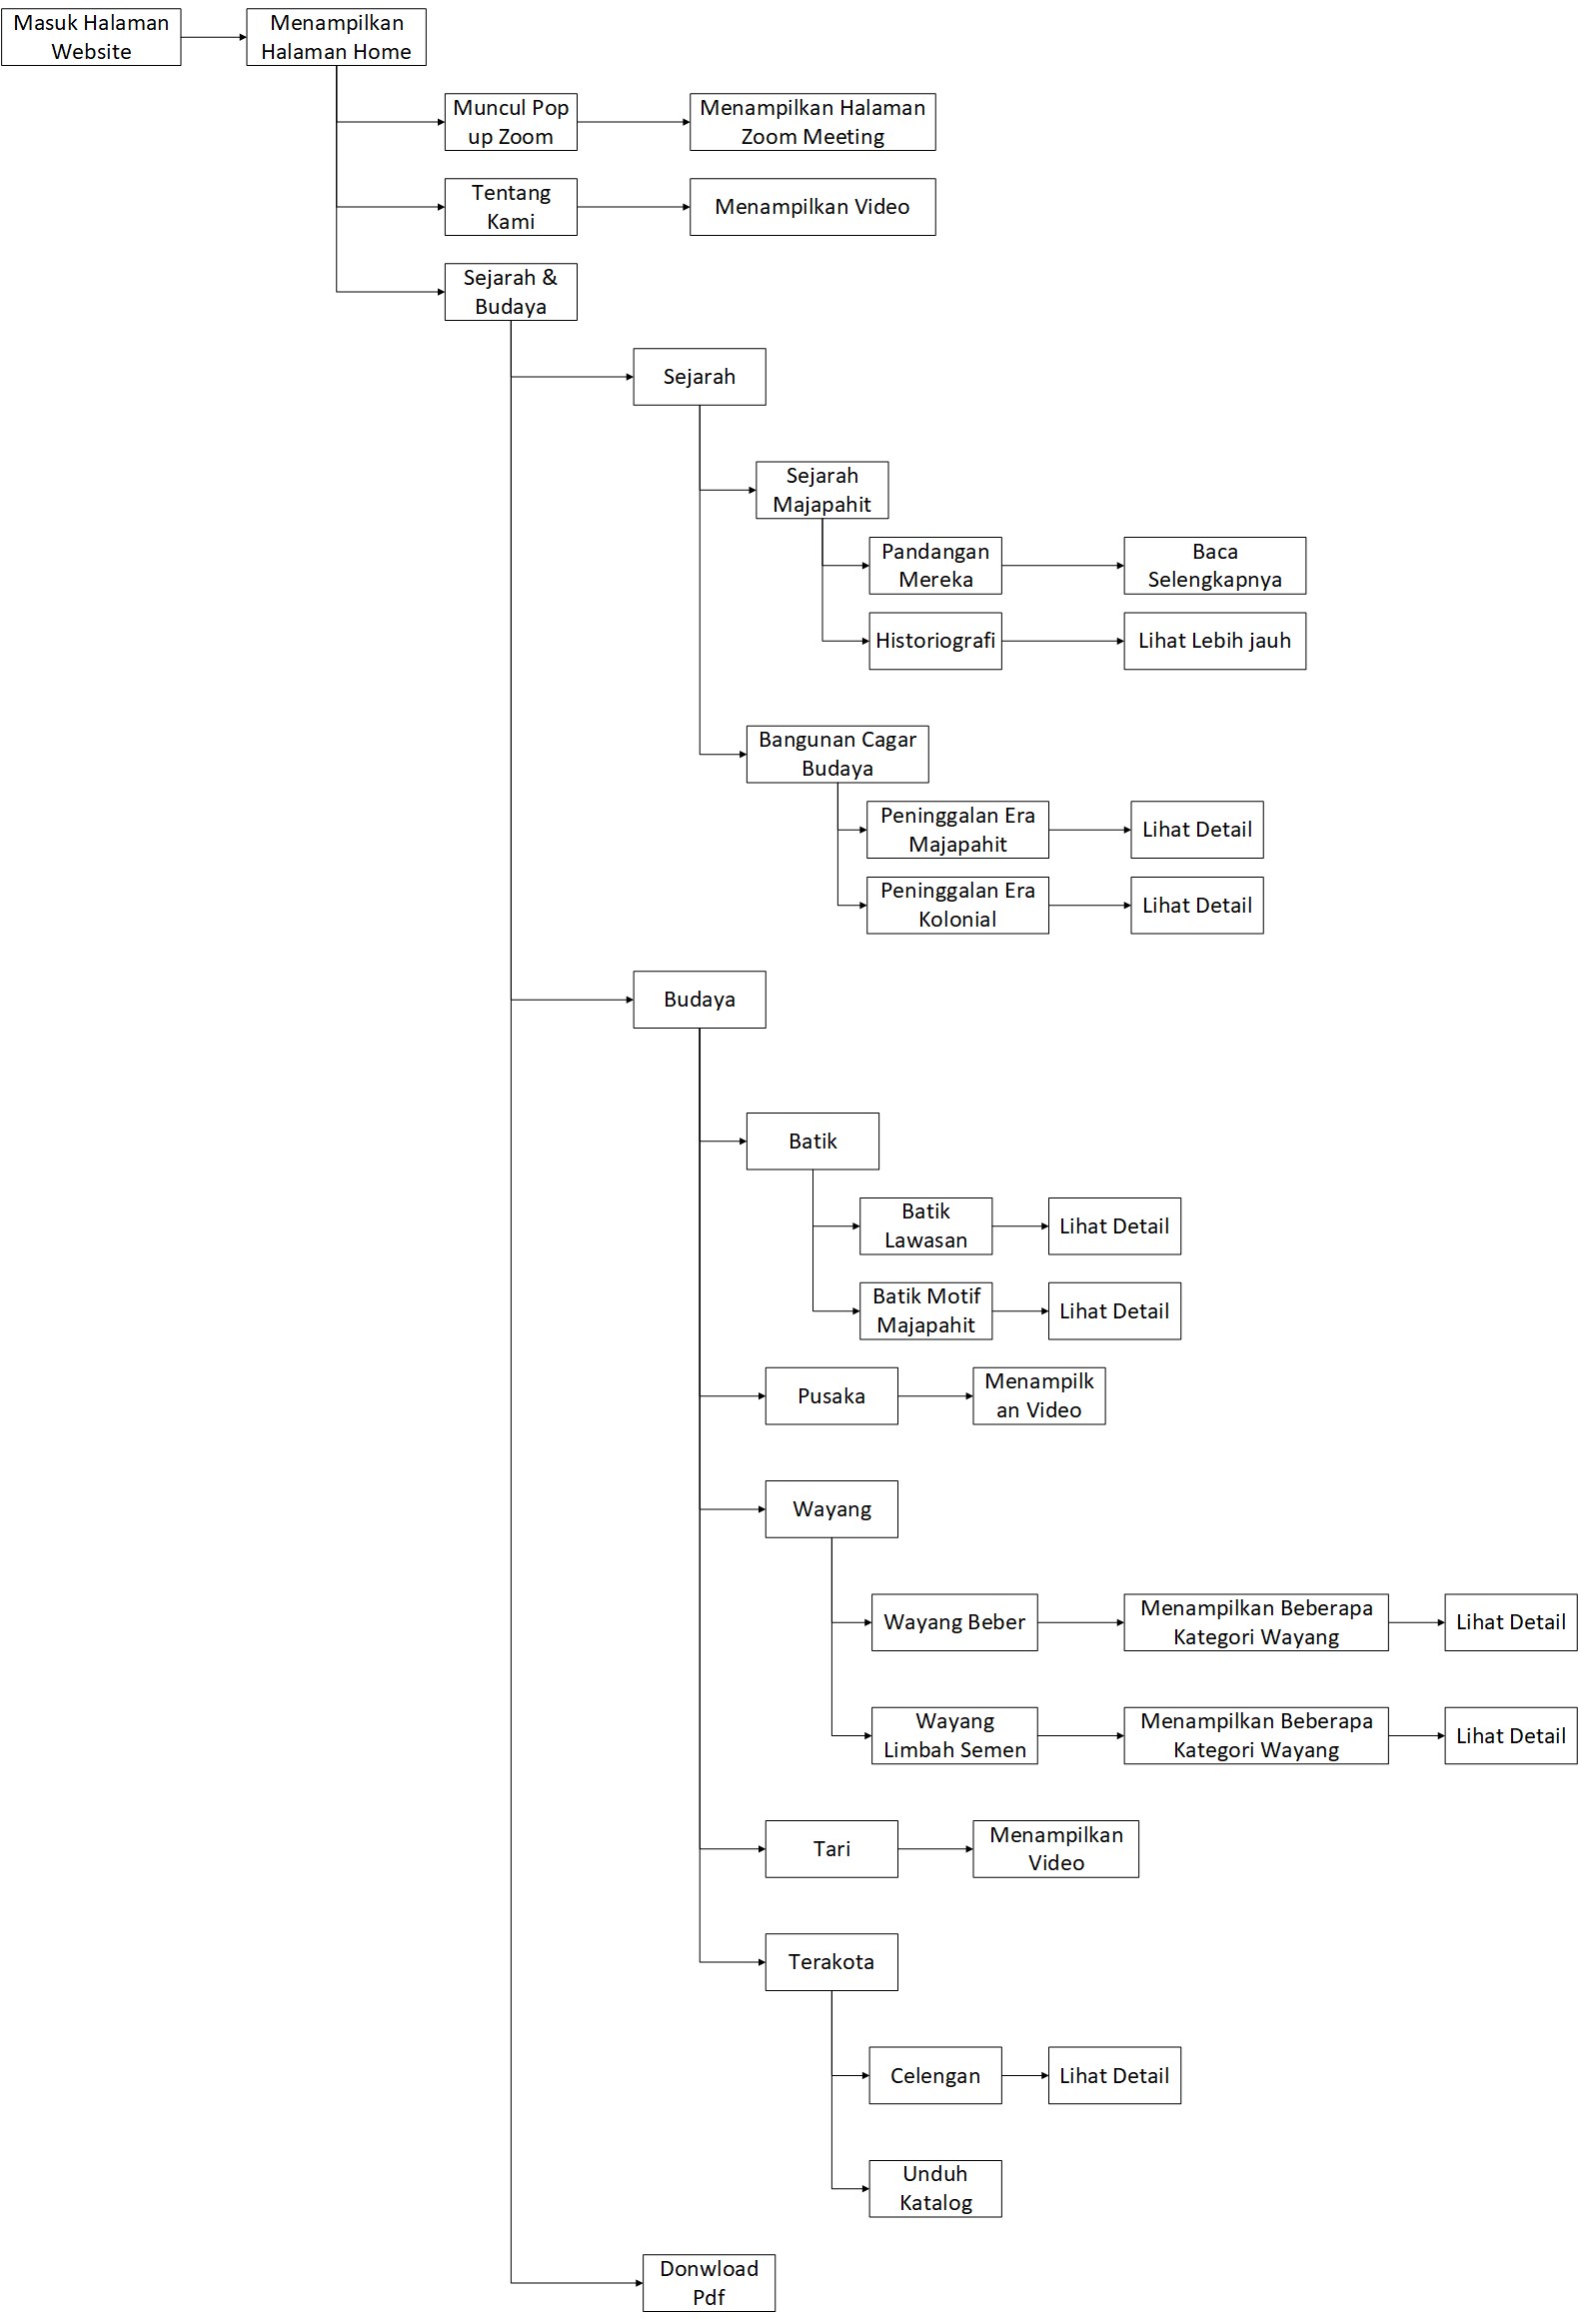 Masuk Halaman
Website
Menampilkan
Halaman Home
Muncul Pop
up Zoom
Menampilkan Halaman
Zoom Meeting
Tentang
Kami
Menampilkan Video
Sejarah &
Budaya
Sejarah
Sejarah
Majapahit
Pandangan
Mereka
Baca
Selengkapnya
Historiografi
Lihat Lebih jauh
Bangunan Cagar
Budaya
Peninggalan Era
Majapahit
Lihat Detail
Peninggalan Era
Kolonial
Lihat Detail
Budaya
Batik
Batik
Lawasan
Lihat Detail
Batik Motif
Majapahit
Lihat Detail
Pusaka
Menampilk
an Video
Wayang
Wayang Beber
Menampilkan Beberapa
Kategori Wayang
Lihat Detail
Wayang
Limbah Semen
Menampilkan Beberapa
Kategori Wayang
Lihat Detail
Tari
Menampilkan
Video
Terakota
Celengan
Lihat Detail
Unduh
Katalog
Donwload
Pdf